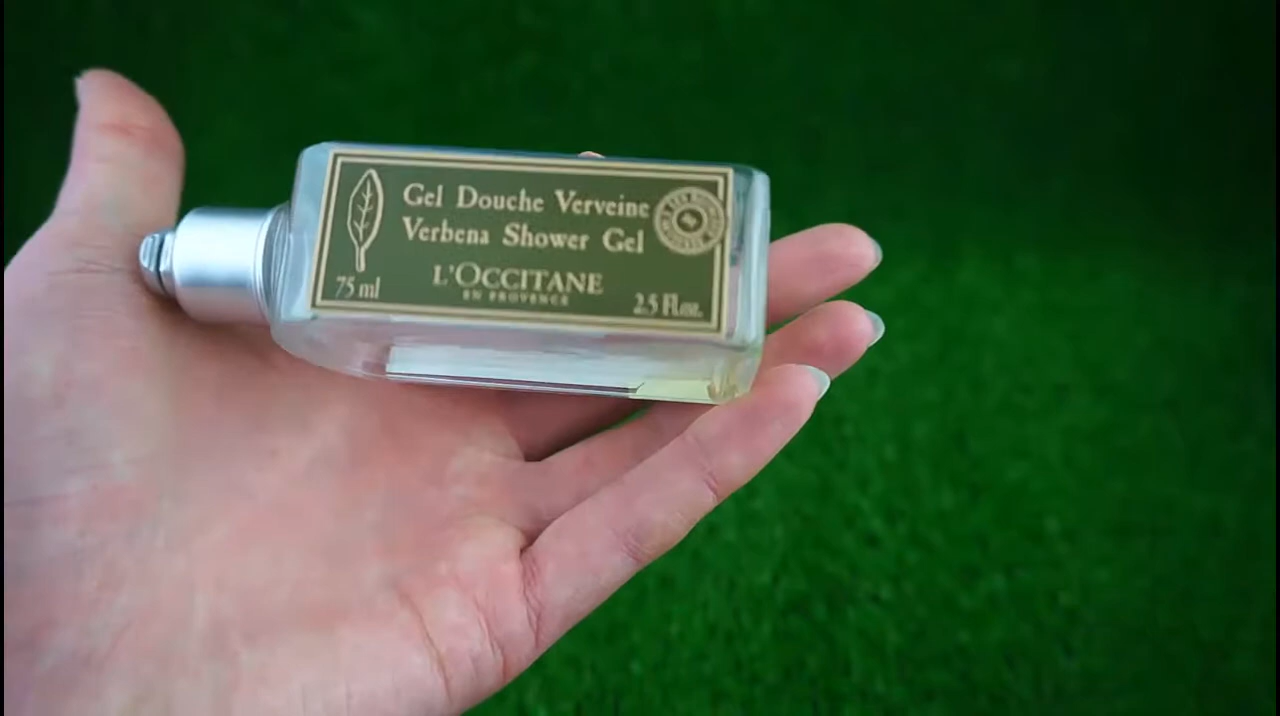 Gel Douche Verveine
Verbena Shower Gel
L'OCCITANE
EN PROVENCE
75 ml
2.5 Fl.oz.